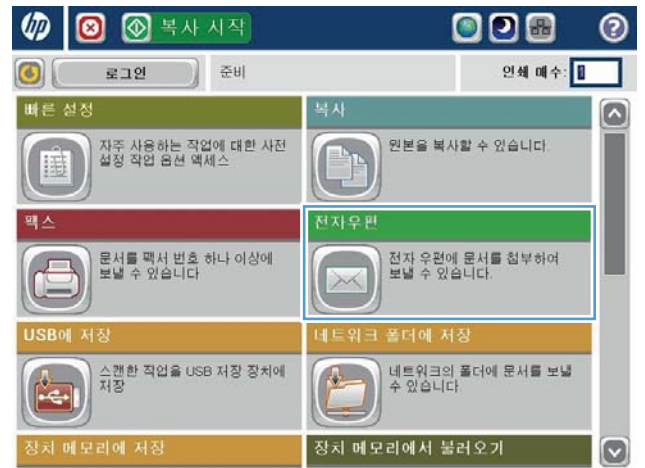 hp
복사 시작
?
로그인
준비
인쇄 매수: 1
빠른 설정
복사
자주 사용하는 작업에 대한 사전
설정 작업 옵션 액세스
원본을 복사할 수 있습니다.
팩스
전자우편
문서를 팩서 번호 하나 이상에
보낼 수 있습니다
전자 우편에 문서를 첨부하여
보낼 수 있습니다.
USB에 저장
네트워크 폴더에 저장
스캔한 작업을 USB 저장 장치에
저장
네트워크의 폴더에 문서를 보낼
수 있습니다
장치 메모리에 저장
장치 메모리에서 불러오기